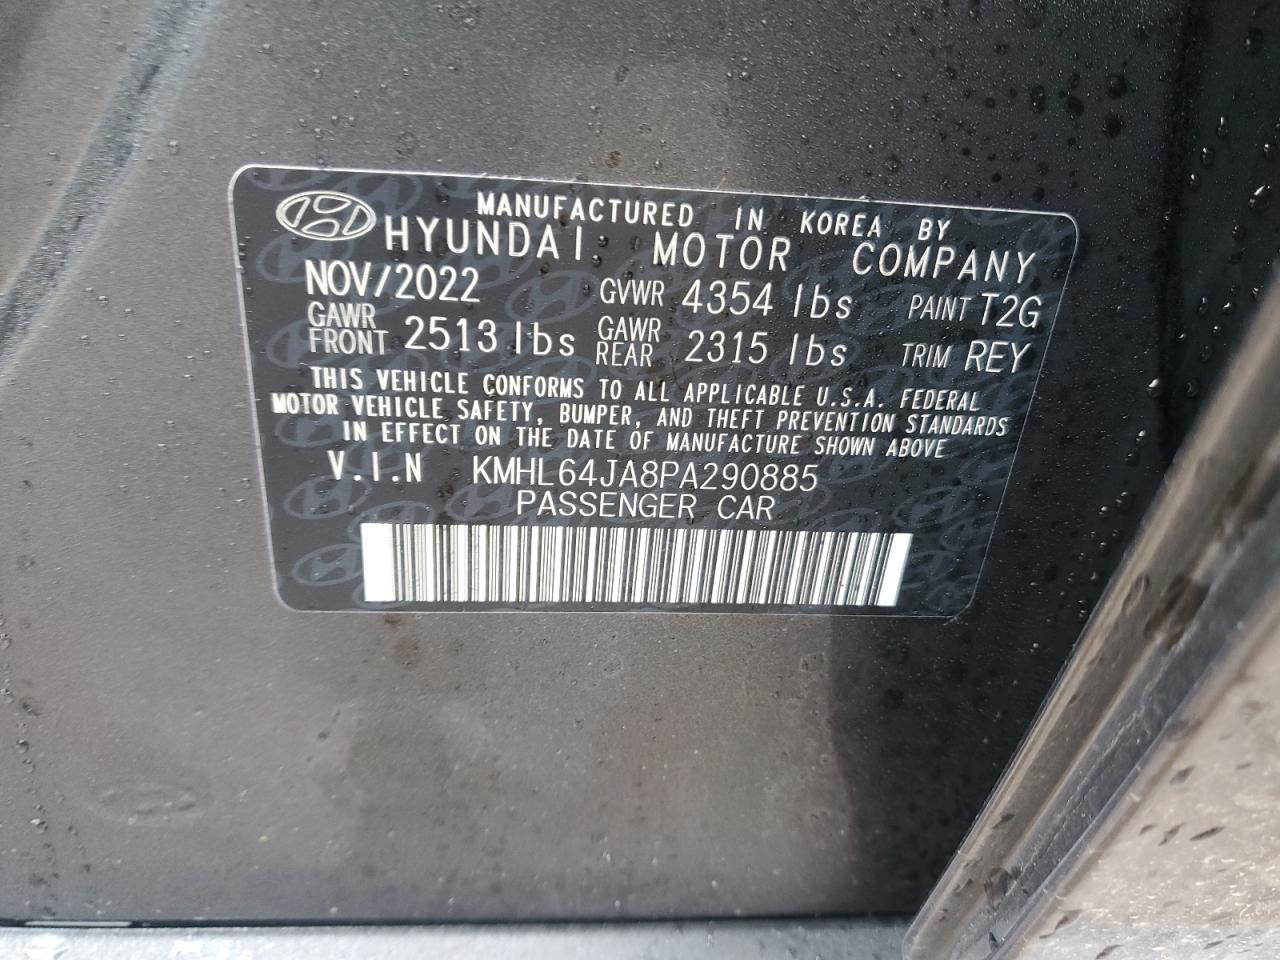 MANUFACTURED IN KOREA BY
HYUNDAI MOTOR COMPANY
NOV/2022 GVWR 4354 lbs PAINT T2G
GAWR FRONT 2513 lbs GAWR REAR 2315 lbs TRIM REY
THIS VEHICLE CONFORMS TO ALL APPLICABLE U.S.A. FEDERAL
MOTOR VEHICLE SAFETY, BUMPER, AND THEFT PREVENTION STANDARDS
IN EFFECT ON THE DATE OF MANUFACTURE SHOWN ABOVE
V.I.N KMHL64JA8PA290885
PASSENGER CAR